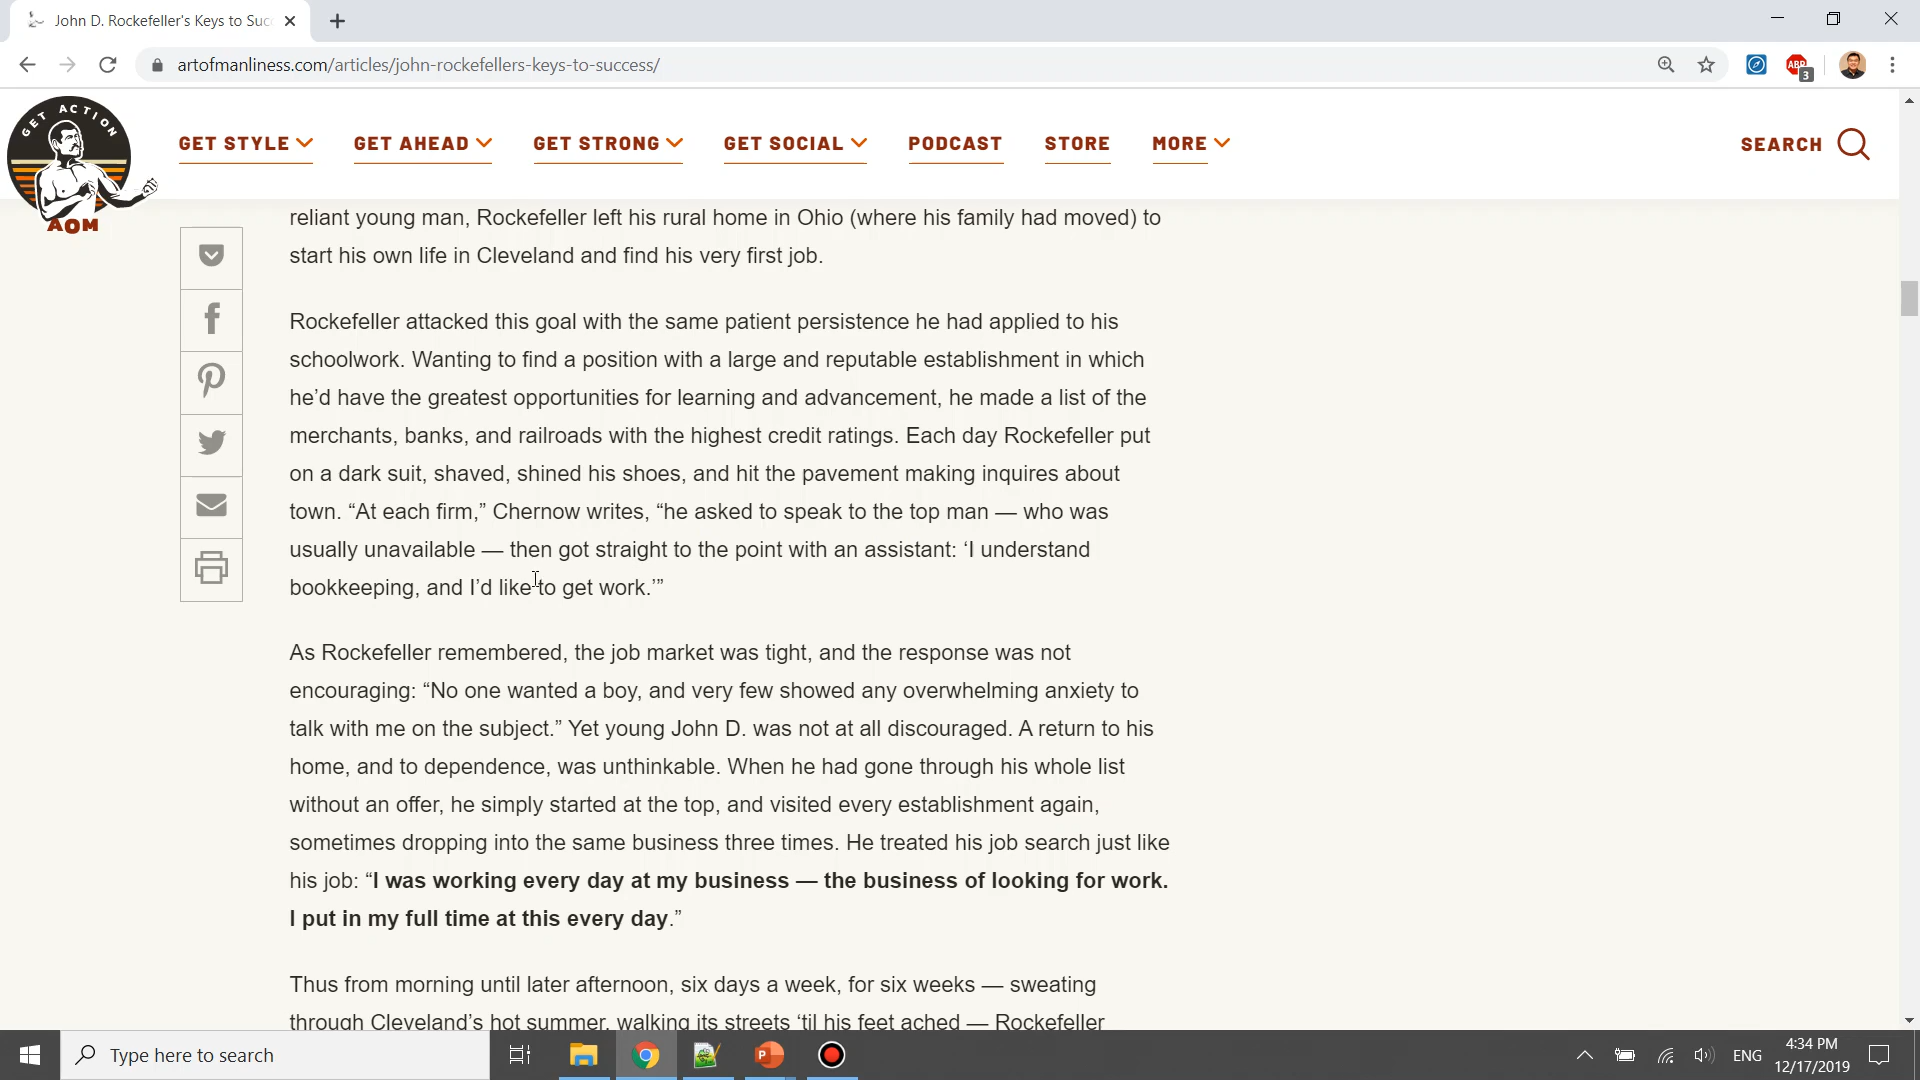 John D. Rockefeller's Keys to Suc
artofmanliness.com/articles/john-rockefellers-keys-to-success/
ABP
3
GET ACTION
AOM
GET STYLE
GET AHEAD
GET STRONG
GET SOCIAL
PODCAST
STORE
MORE
SEARCH
reliant young man, Rockefeller left his rural home in Ohio (where his family had moved) to
start his own life in Cleveland and find his very first job.
Rockefeller attacked this goal with the same patient persistence he had applied to his
schoolwork. Wanting to find a position with a large and reputable establishment in which
he’d have the greatest opportunities for learning and advancement, he made a list of the
merchants, banks, and railroads with the highest credit ratings. Each day Rockefeller put
on a dark suit, shaved, shined his shoes, and hit the pavement making inquires about
town. “At each firm,” Chernow writes, “he asked to speak to the top man — who was
usually unavailable — then got straight to the point with an assistant: ‘I understand
bookkeeping, and I’d like to get work.’”
As Rockefeller remembered, the job market was tight, and the response was not
encouraging: “No one wanted a boy, and very few showed any overwhelming anxiety to
talk with me on the subject.” Yet young John D. was not at all discouraged. A return to his
home, and to dependence, was unthinkable. When he had gone through his whole list
without an offer, he simply started at the top, and visited every establishment again,
sometimes dropping into the same business three times. He treated his job search just like
his job: “I was working every day at my business — the business of looking for work.
I put in my full time at this every day.”
Thus from morning until later afternoon, six days a week, for six weeks — sweating
through Cleveland’s hot summer, walking its streets ‘til his feet ached — Rockefeller
Type here to search
P
ENG
4:34 PM
12/17/2019